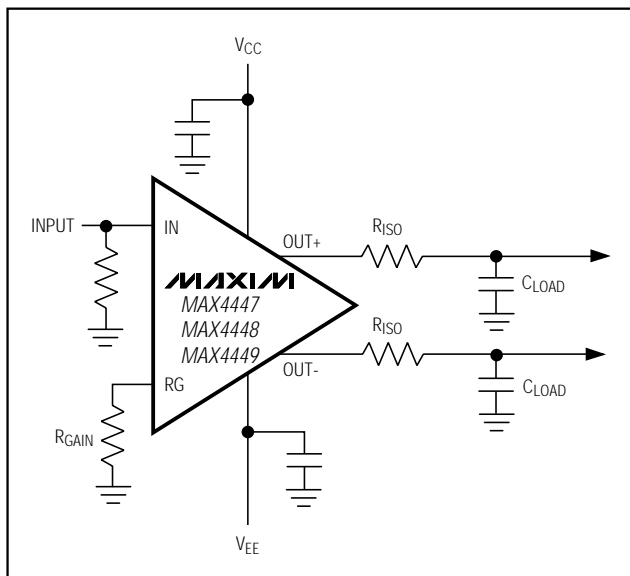 VCC
INPUT
IN
OUT+
RISO
CLOAD
MAXIM
MAX4447
MAX4448
MAX4449
RISO
OUT-
CLOAD
RG
RGAIN
VEE